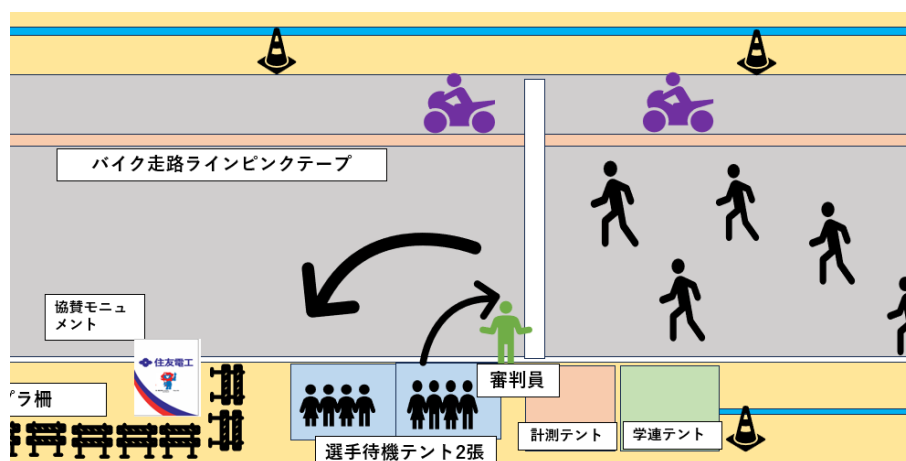 バイク走路ラインピンクテープ
協賛モニュ
メント
住友電工
プラ柵
審判員
選手待機テント2張
計測テント
学連テント